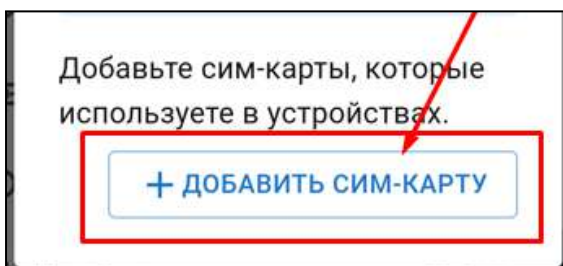 Добавьте сим-карты, которые
используете в устройствах.
+ ДОБАВИТЬ СИМ-КАРТУ